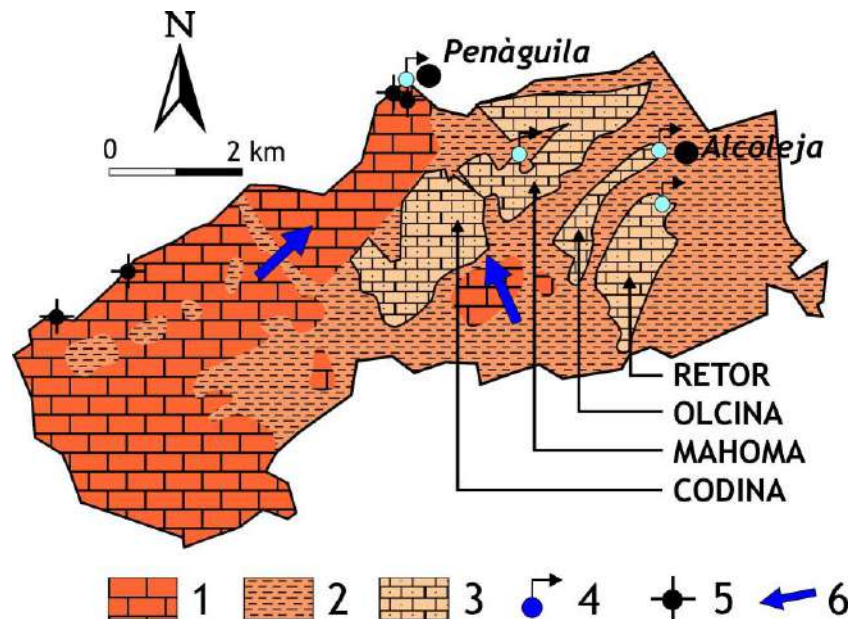 N
Penàguila
0 2 km
Alcoleja
RETOR
OLCINA
MAHOMA
CODINA
1 2 3 4 5 6